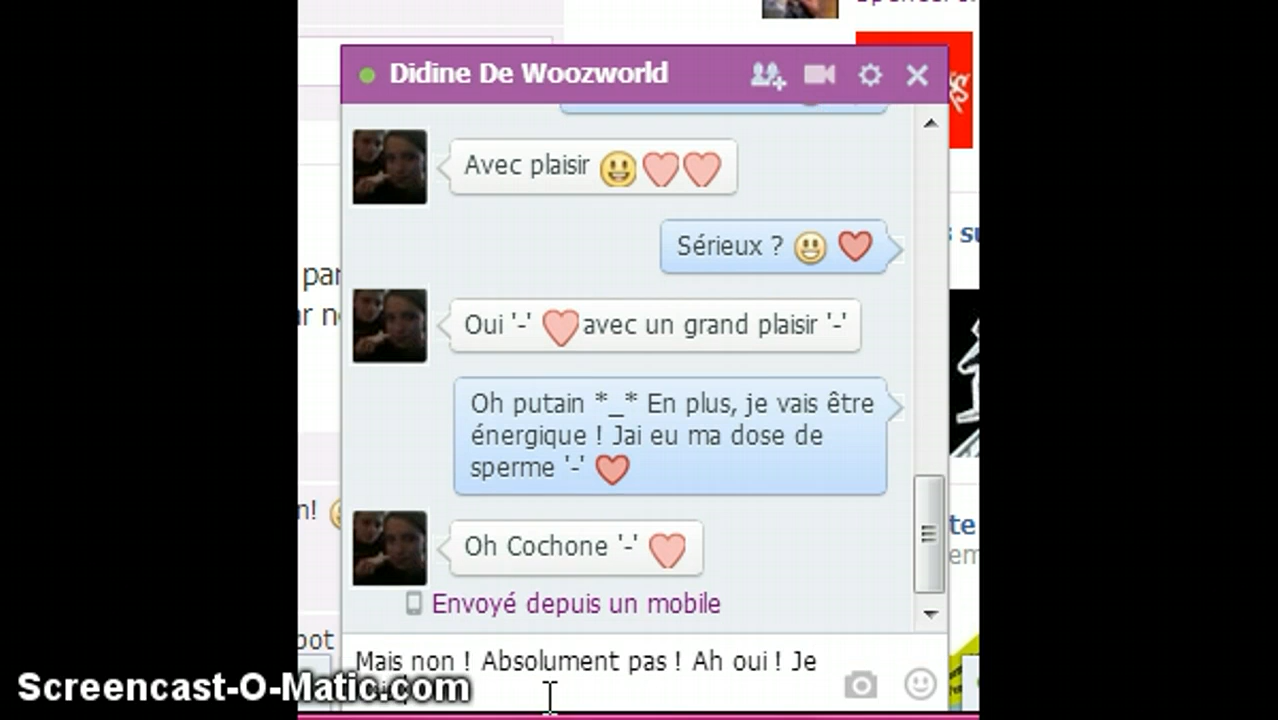 Didine De Woozworld
Avec plaisir
Sérieux ?
par
Oui '-' avec un grand plaisir '-'
Oh putain *_* En plus, je vais être
énergique ! Jai eu ma dose de
sperme '-'
n!
Oh Cochone '-'
Envoyé depuis un mobile
Mais non ! Absolument pas ! Ah oui ! Je
Screencast-O-Matic.com